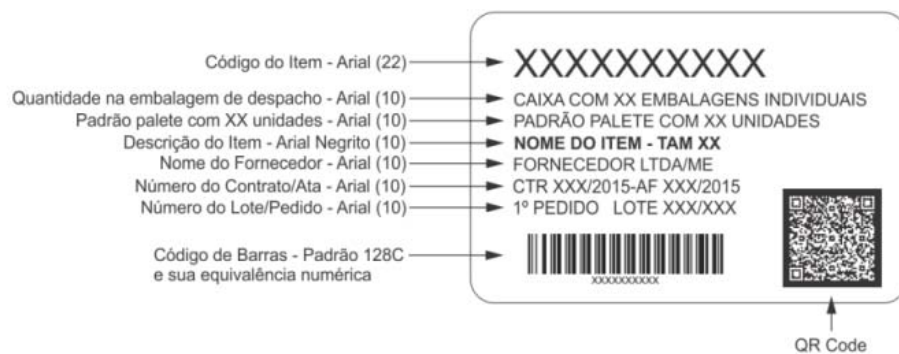 Código do Item - Arial (22)
XXXXXXXXXX
Quantidade na embalagem de despacho - Arial (10)
CAIXA COM XX EMBALAGENS INDIVIDUAIS
Padrão palete com XX unidades - Arial (10)
PADRÃO PALETE COM XX UNIDADES
Descrição do Item - Arial Negrito (10)
NOME DO ITEM - TAM XX
Nome do Fornecedor - Arial (10)
FORNECEDOR LTDA/ME
Número do Contrato/Ata - Arial (10)
CTR XXX/2015-AF XXX/2015
Número do Lote/Pedido - Arial (10)
1º PEDIDO LOTE XXX/XXX
Código de Barras - Padrão 128C
e sua equivalência numérica
XXXXXXXXXX
QR Code